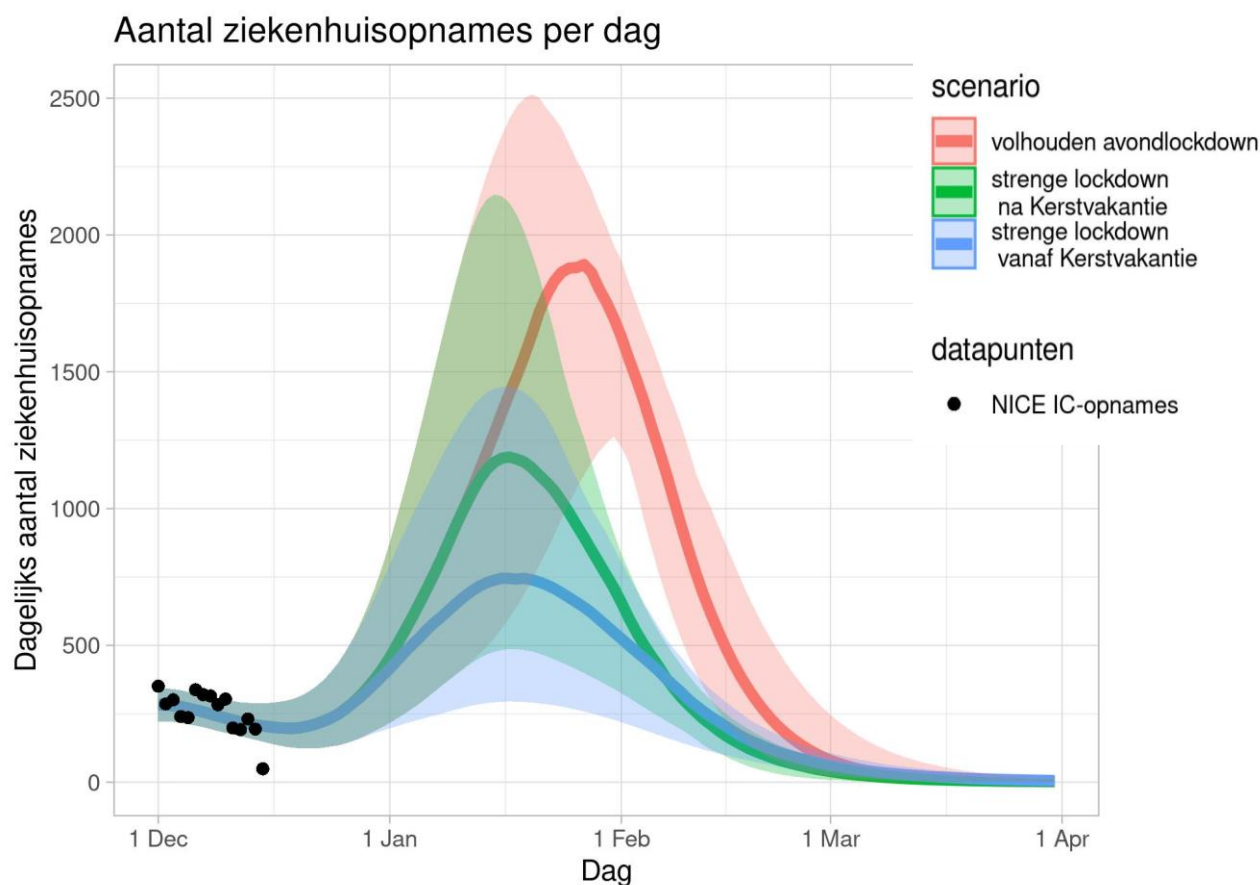 Aantal ziekenhuisopnames per dag
Dagelijks aantal ziekenhuisopnames
2500
2000
1500
1000
500
0
1 Dec
1 Jan
1 Feb
1 Mar
1 Apr
Dag
scenario
volhouden avondlockdown
strenge lockdown
na Kerstvakantie
strenge lockdown
vanaf Kerstvakantie
datapunten
NICE IC-opnames